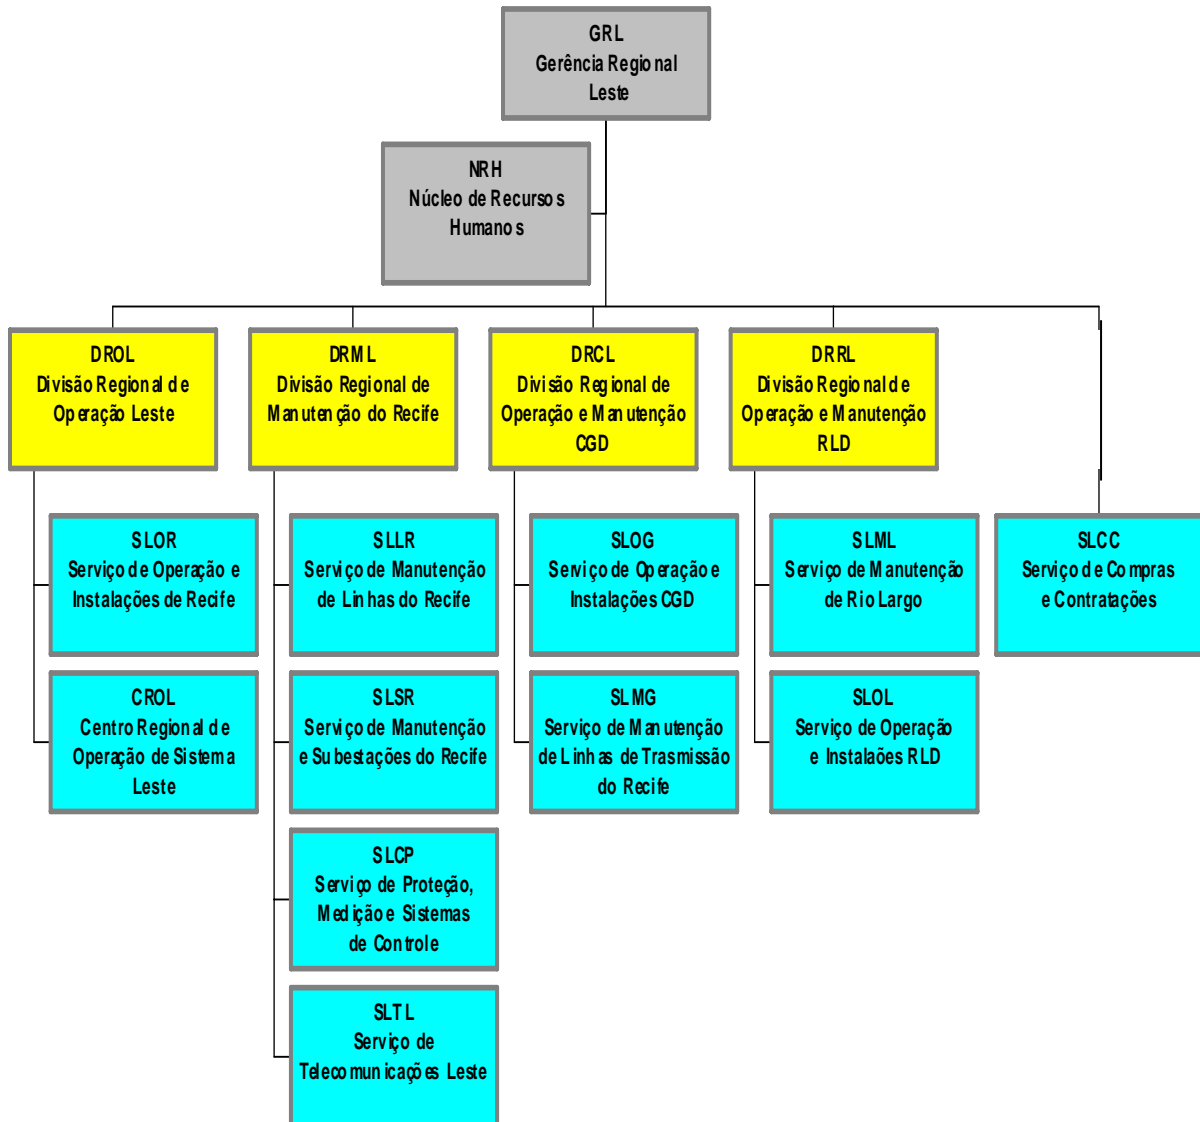 GRL
Gerência Regional
Leste
NRH
Núcleo de Recursos
Humanos
DROL
Divisão Regional de
Operação Leste
DRML
Divisão Regional de
Manutenção do Recife
DRCL
Divisão Regional de
Operação e Manutenção
CGD
DRRL
Divisão Regional de
Operação e Manutenção
RLD
SLOR
Serviço de Operação e
Instalações de Recife
SLLR
Serviço de Manutenção
de Linhas do Recife
SLOG
Serviço de Operação e
Instalações CGD
SLML
Serviço de Manutenção
de Rio Largo
SLCC
Serviço de Compras
e Contratações
CROL
Centro Regional de
Operação de Sistema
Leste
SLSR
Serviço de Manutenção
e Subestações do Recife
SLMG
Serviço de Manutenção
de Linhas de Trasmissão
do Recife
SLOL
Serviço de Operação
e Instalaões RLD
SLCP
Serviço de Proteção,
Medição e Sistemas
de Controle
SLTL
Serviço de
Telecomunicações Leste